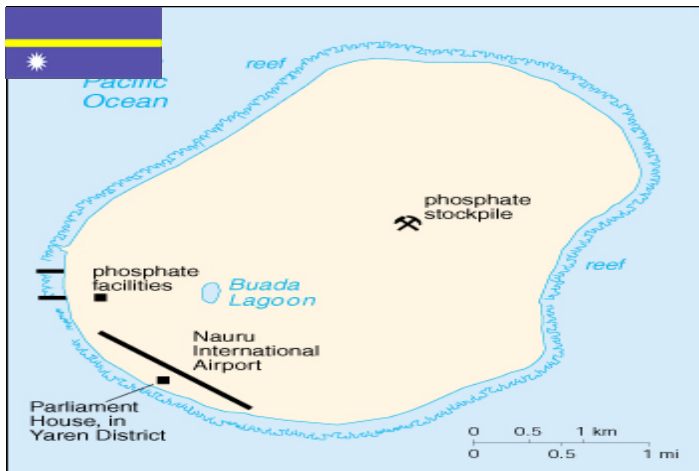 Pacific
Ocean
reef
phosphate
stockpile
reef
phosphate
facilities
Buada
Lagoon
Nauru
International
Airport
Parliament
House, in
Yaren District
0 0.5 1 km
0 0.5 1 mi